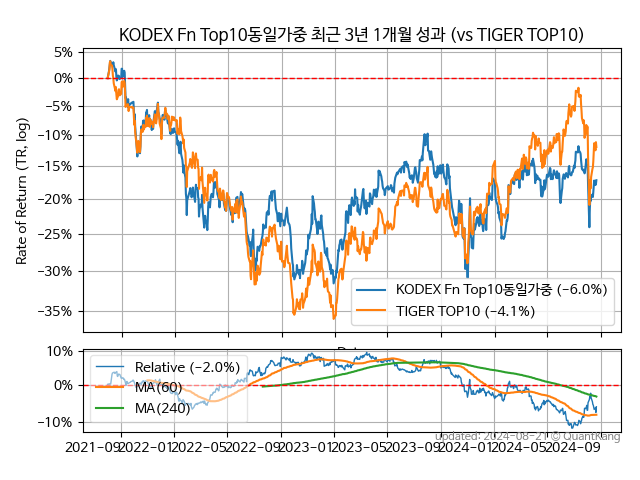 KODEX Fn Top10동일가중 최근 3년 1개월 성과 (vs TIGER TOP10)
Rate of Return (TR, log)
5%
0%
−5%
−10%
−15%
−20%
−25%
−30%
−35%
KODEX Fn Top10동일가중 (−6.0%)
TIGER TOP10 (−4.1%)
10%
0%
−10%
Relative (−2.0%)
MA(60)
MA(240)
2021−09 2022−01 2022−05 2022−09 2023−01 2023−05 2023−09 2024−01 2024−05 2024−09
updated: 2024−08−21 © QuantKang